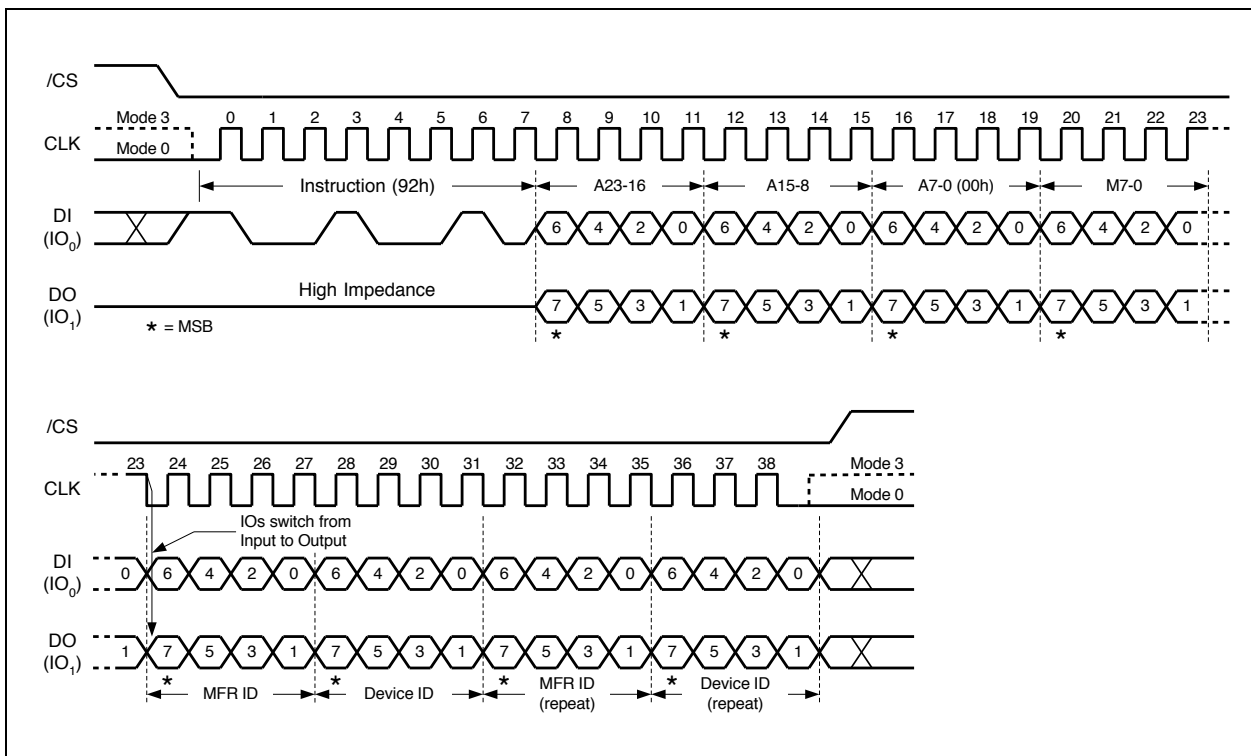 /CS
Mode 3
0 1 2 3 4 5 6 7 8 9 10 11 12 13 14 15 16 17 18 19 20 21 22 23
CLK
Mode 0
Instruction (92h) A23-16 A15-8 A7-0 (00h) M7-0
DI
(IO0)
6 4 2 0 6 4 2 0 6 4 2 0 6 4 2 0
High Impedance
DO
(IO1)
7 5 3 1 7 5 3 1 7 5 3 1 7 5 3 1
* = MSB
* * * *
/CS
23 24 25 26 27 28 29 30 31 32 33 34 35 36 37 38
Mode 3
CLK
Mode 0
IOs switch from
Input to Output
DI
(IO0)
0 6 4 2 0 6 4 2 0 6 4 2 0 6 4 2 0
DO
(IO1)
1 7 5 3 1 7 5 3 1 7 5 3 1 7 5 3 1
* * * *
MFR ID Device ID MFR ID
(repeat)
Device ID
(repeat)